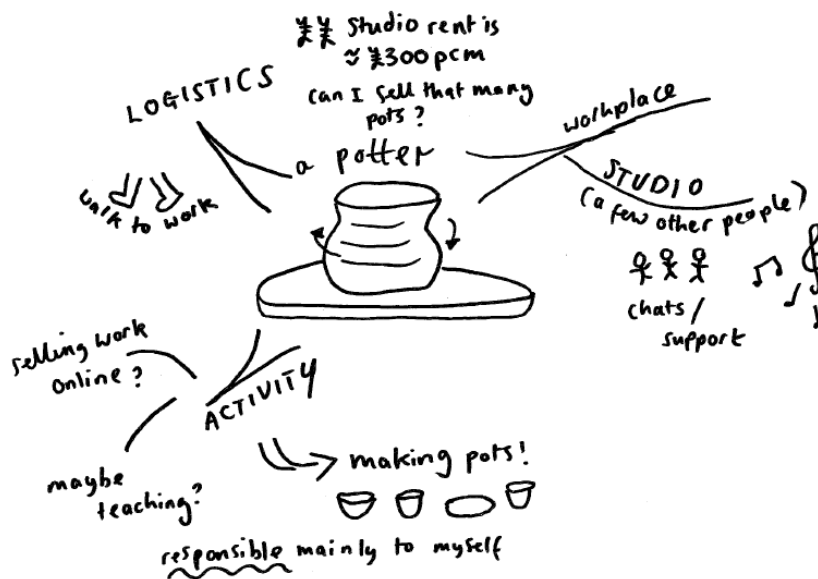 ¥¥ Studio rent is
≈ ¥300 pcm
can I sell that many
pots?
LOGISTICS
walk to work
a potter
workplace
STUDIO
(a few other people)
chats/
support
selling work
online?
ACTIVITY
maybe
teaching?
making pots!
responsible mainly to myself